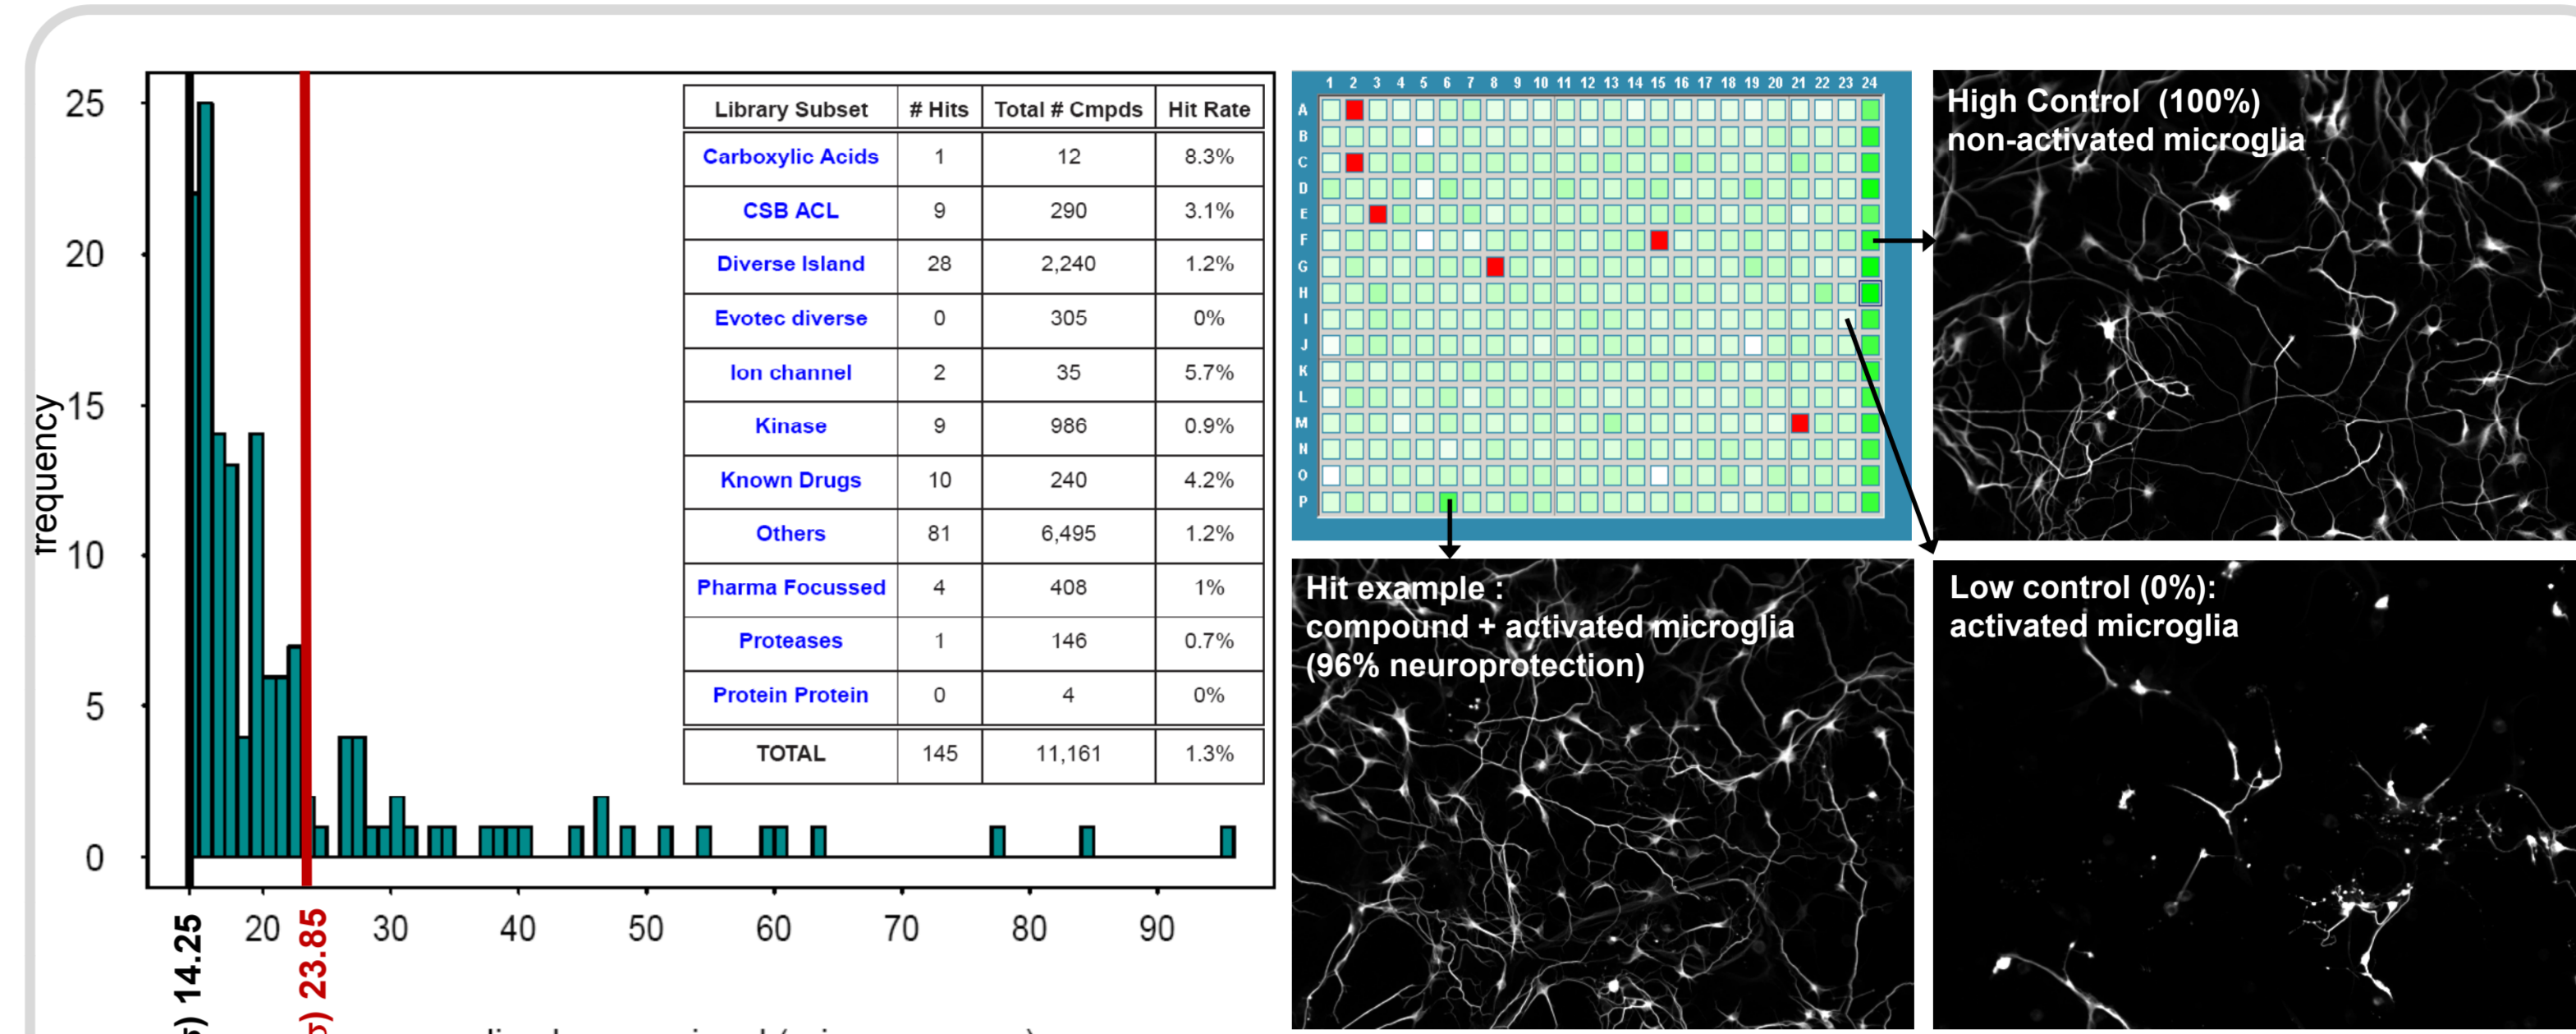 frequency
25
20
15
10
5
0
20 30 40 50 60 70 80 90
14.25
23.85
Library Subset # Hits Total # Cmpds Hit Rate
Carboxylic Acids 1 12 8.3%
CSB ACL 9 290 3.1%
Diverse Island 28 2,240 1.2%
Evotec diverse 0 305 0%
Ion channel 2 35 5.7%
Kinase 9 986 0.9%
Known Drugs 10 240 4.2%
Others 81 6,495 1.2%
Pharma Focussed 4 408 1%
Proteases 1 146 0.7%
Protein Protein 0 4 0%
TOTAL 145 11,161 1.3%
1 2 3 4 5 6 7 8 9 10 11 12 13 14 15 16 17 18 19 20 21 22 23 24
A
B
C
D
E
F
G
H
I
J
K
L
M
N
O
P
High Control (100%)
non-activated microglia
Hit example :
compound + activated microglia
(96% neuroprotection)
Low control (0%):
activated microglia